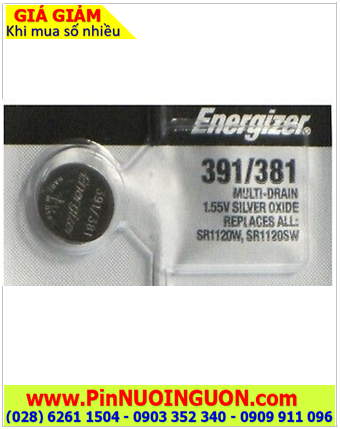 GIÁ GIẢM
Khi mua số nhiều
Energizer
391/381
MULTI-DRAIN
1.55V SILVER OXIDE
REPLACES ALL:
SR1120W, SR1120SW
Energizer
391/381
www.PinNUOINGUON.com
(028) 6261 1504 - 0903 352 340 - 0909 911 096